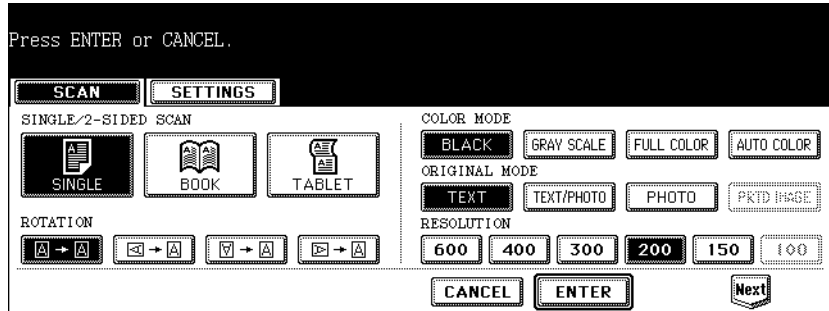 Press ENTER or CANCEL.
SCAN SETTINGS
SINGLE/2-SIDED SCAN
SINGLE BOOK TABLET
ROTATION
A → A A → A A → A A → A
COLOR MODE
BLACK GRAY SCALE FULL COLOR AUTO COLOR
ORIGINAL MODE
TEXT TEXT/PHOTO PHOTO PRTD IMAGE
RESOLUTION
600 400 300 200 150 100
CANCEL ENTER Next